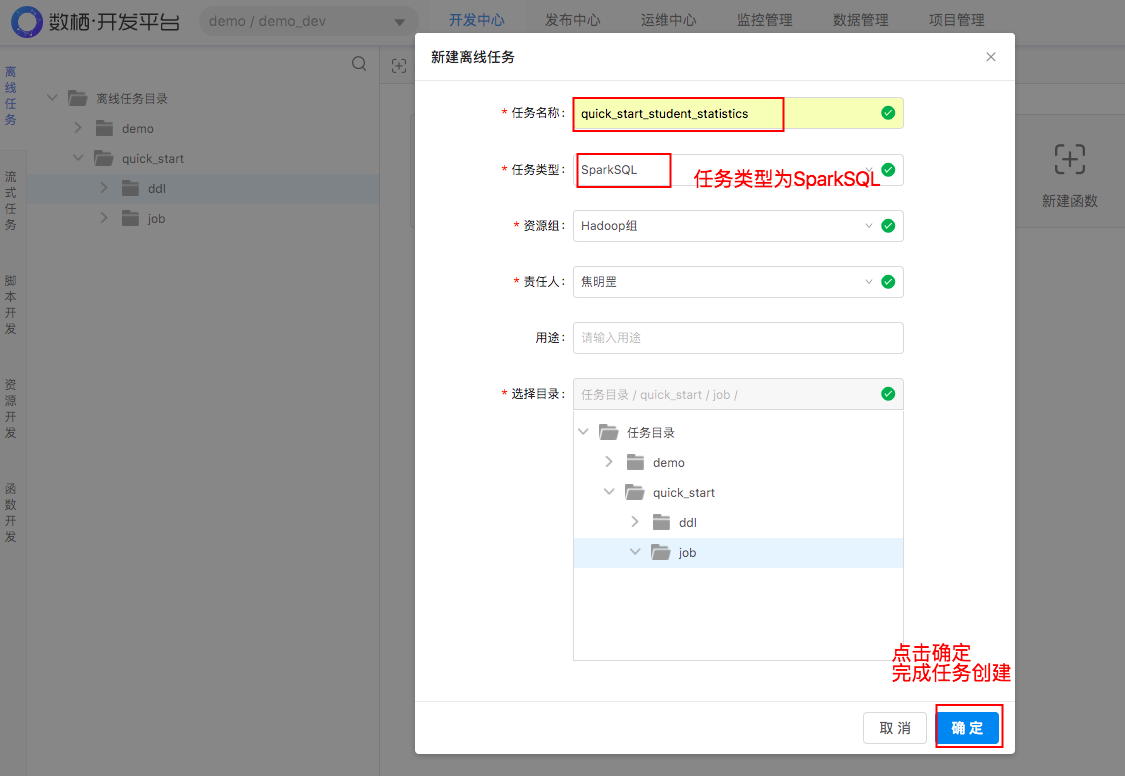 数栖·开发平台
demo / demo_dev
开发中心
发布中心
运维中心
监控管理
数据管理
项目管理
离线任务
流式任务
脚本开发
资源开发
函数开发
离线任务目录
demo
quick_start
ddl
job
新建函数
新建离线任务
* 任务名称：
quick_start_student_statistics
* 任务类型：
SparkSQL
任务类型为SparkSQL
* 资源组：
Hadoop组
* 责任人：
焦明罡
用途：
请输入用途
* 选择目录：
任务目录 / quick_start / job /
任务目录
demo
quick_start
ddl
job
点击确定
完成任务创建
取 消
确 定